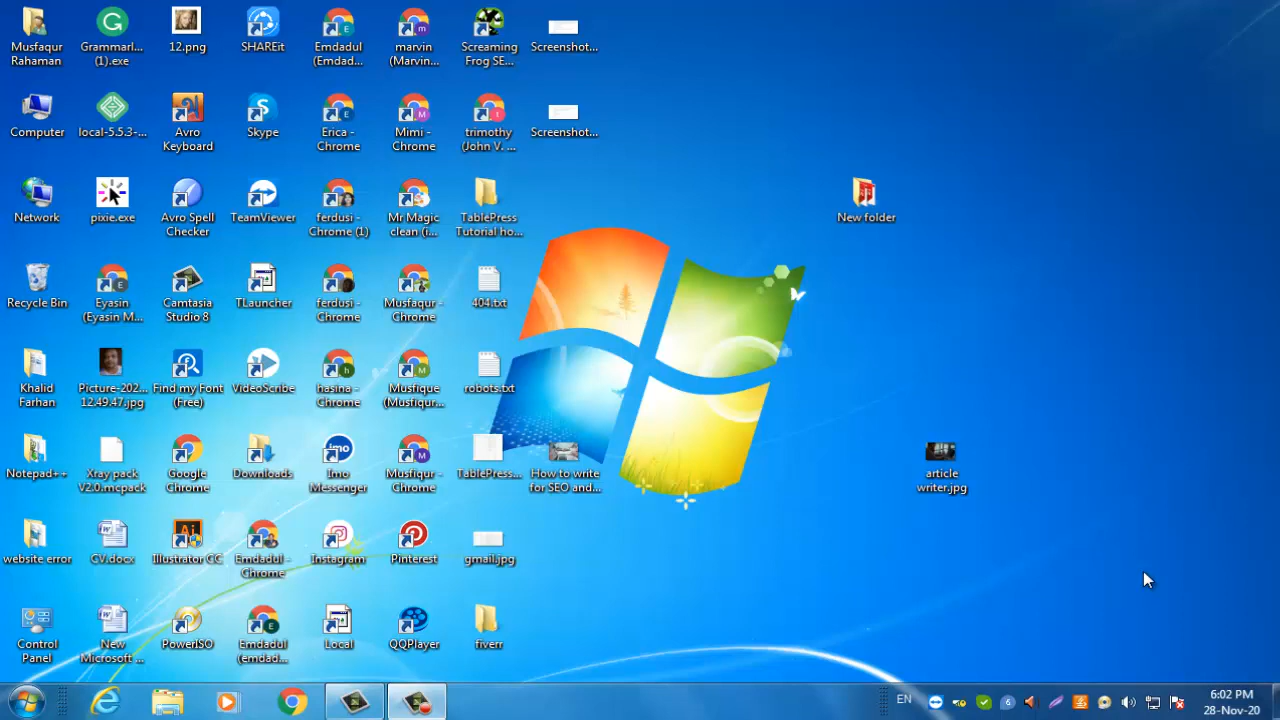 Musfaqur
Rahaman
Grammarl...
(1).exe
12.png
SHAREit
Emdadul
(Emdad...
marvin
(Marvin...
Screaming
Frog SE...
Screenshot...
Computer
local-5.5.3-...
Avro
Keyboard
Skype
Erica -
Chrome
Mimi -
Chrome
trimothy
(John V. ...
Screenshot...
Network
pixie.exe
Avro Spell
Checker
TeamViewer
ferdusi -
Chrome (1)
Mr Magic
clean (i...
TablePress
Tutorial ho...
New folder
Recycle Bin
Eyasin
(Eyasin M...
Camtasia
Studio 8
TLauncher
ferdusi -
Chrome
Musfaqur -
Chrome
404.txt
Khalid
Farhan
Picture-202...
12.49.47.jpg
Find my Font
(Free)
VideoScribe
hasina -
Chrome
Musfique
(Musfiqur...
robots.txt
Notepad++
Xray pack
V2.0.mcpack
Google
Chrome
Downloads
Imo
Messenger
Musfiqur -
Chrome
TablePress...
How to write
for SEO and...
article
writer.jpg
website error
CV.docx
Illustrator CC
Emdadul -
Chrome
Instagram
Pinterest
gmail.jpg
Control
Panel
New
Microsoft ...
PowerISO
Emdadul
(emdad...
Local
QQPlayer
fiverr
EN
6:02 PM
28-Nov-20